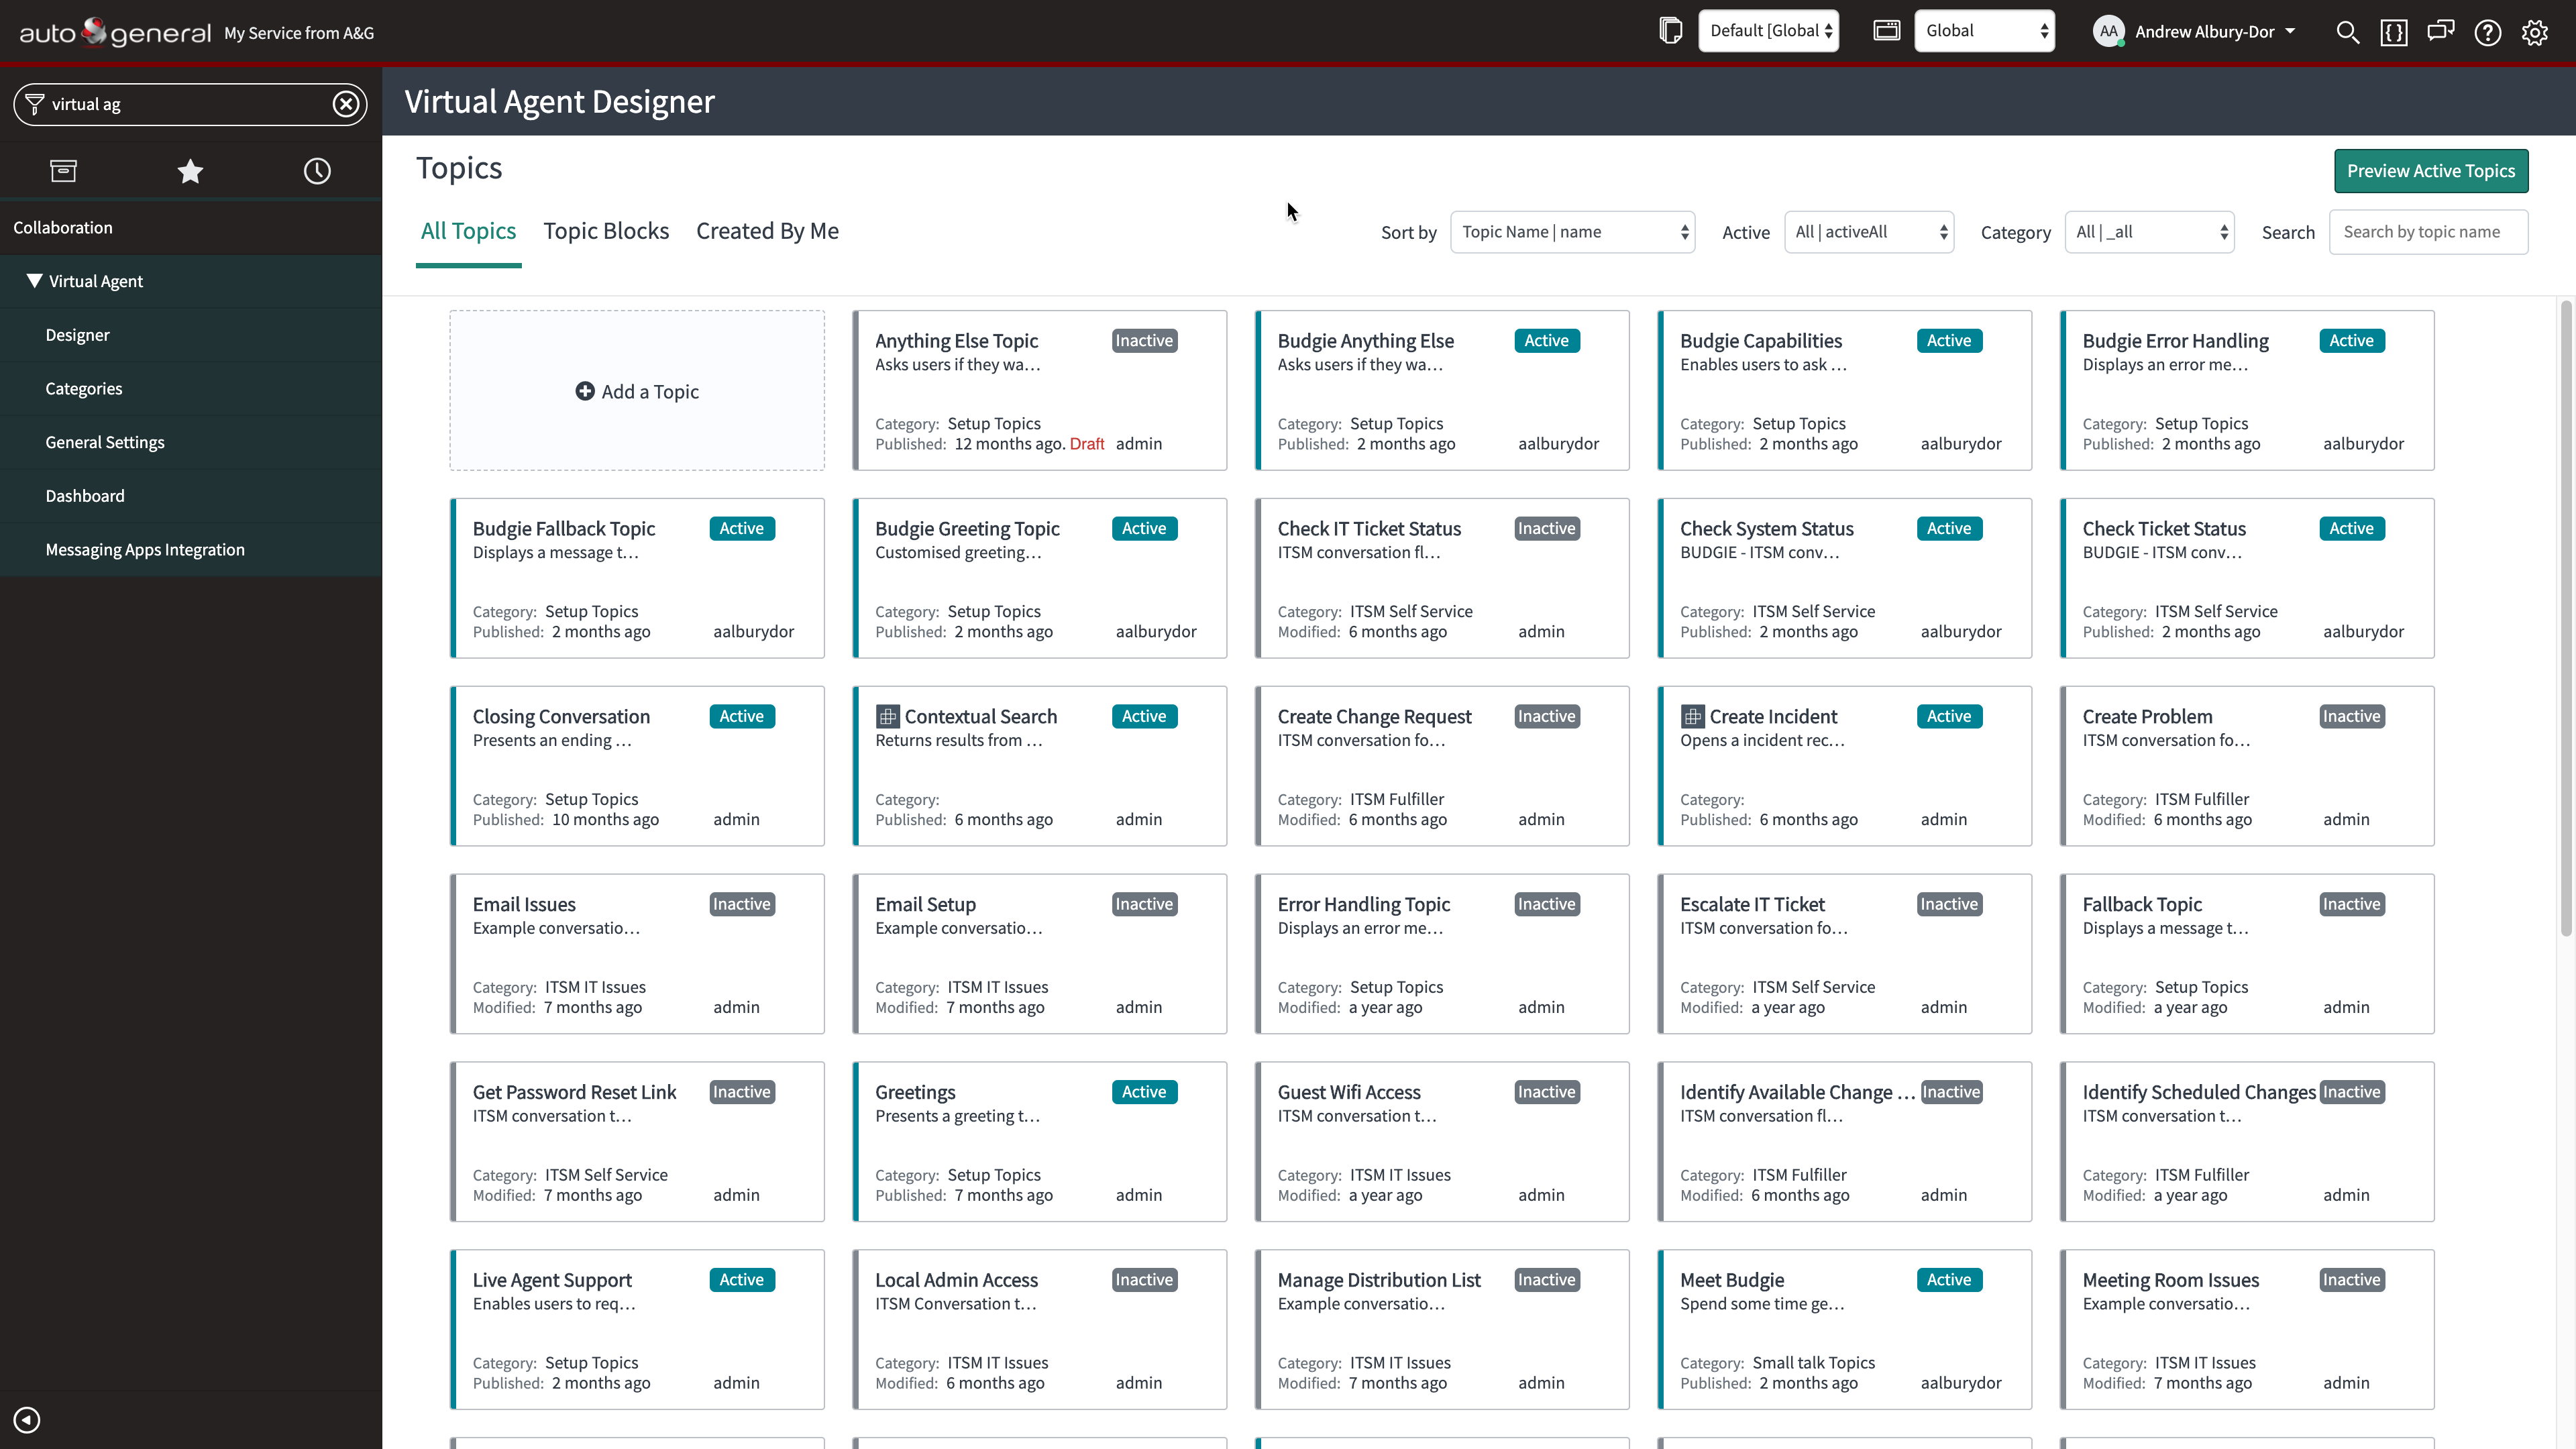 auto general My Service from A&G
Default [Global
Global
AA
Andrew Albury-Dor
virtual ag
Collaboration
Virtual Agent
Designer
Categories
General Settings
Dashboard
Messaging Apps Integration
Virtual Agent Designer
Topics
Preview Active Topics
All Topics Topic Blocks Created By Me
Sort by Topic Name | name Active All | activeAll Category All | _all Search Search by topic name
Add a Topic
Anything Else Topic Inactive
Asks users if they wa...
Category: Setup Topics
Published: 12 months ago. Draft admin
Budgie Anything Else Active
Asks users if they wa...
Category: Setup Topics
Published: 2 months ago aalburydor
Budgie Capabilities Active
Enables users to ask ...
Category: Setup Topics
Published: 2 months ago aalburydor
Budgie Error Handling Active
Displays an error me...
Category: Setup Topics
Published: 2 months ago aalburydor
Budgie Fallback Topic Active
Displays a message t...
Category: Setup Topics
Published: 2 months ago aalburydor
Budgie Greeting Topic Active
Customised greeting...
Category: Setup Topics
Published: 2 months ago aalburydor
Check IT Ticket Status Inactive
ITSM conversation fl...
Category: ITSM Self Service
Modified: 6 months ago admin
Check System Status Active
BUDGIE - ITSM conv...
Category: ITSM Self Service
Published: 2 months ago aalburydor
Check Ticket Status Active
BUDGIE - ITSM conv...
Category: ITSM Self Service
Published: 2 months ago aalburydor
Closing Conversation Active
Presents an ending ...
Category: Setup Topics
Published: 10 months ago admin
Contextual Search Active
Returns results from ...
Category:
Published: 6 months ago admin
Create Change Request Inactive
ITSM conversation fo...
Category: ITSM Fulfiller
Modified: 6 months ago admin
Create Incident Active
Opens a incident rec...
Category:
Published: 6 months ago admin
Create Problem Inactive
ITSM conversation fo...
Category: ITSM Fulfiller
Modified: 6 months ago admin
Email Issues Inactive
Example conversatio...
Category: ITSM IT Issues
Modified: 7 months ago admin
Email Setup Inactive
Example conversatio...
Category: ITSM IT Issues
Modified: 7 months ago admin
Error Handling Topic Inactive
Displays an error me...
Category: Setup Topics
Modified: a year ago admin
Escalate IT Ticket Inactive
ITSM conversation fo...
Category: ITSM Self Service
Modified: a year ago admin
Fallback Topic Inactive
Displays a message t...
Category: Setup Topics
Modified: a year ago admin
Get Password Reset Link Inactive
ITSM conversation t...
Category: ITSM Self Service
Modified: 7 months ago admin
Greetings Active
Presents a greeting t...
Category: Setup Topics
Published: 7 months ago admin
Guest Wifi Access Inactive
ITSM conversation t...
Category: ITSM IT Issues
Modified: a year ago admin
Identify Available Change ... Inactive
ITSM conversation fl...
Category: ITSM Fulfiller
Modified: 6 months ago admin
Identify Scheduled Changes Inactive
ITSM conversation t...
Category: ITSM Fulfiller
Modified: a year ago admin
Live Agent Support Active
Enables users to req...
Category: Setup Topics
Published: 2 months ago admin
Local Admin Access Inactive
ITSM Conversation t...
Category: ITSM IT Issues
Modified: 6 months ago admin
Manage Distribution List Inactive
Example conversatio...
Category: ITSM IT Issues
Modified: 7 months ago admin
Meet Budgie Active
Spend some time ge...
Category: Small talk Topics
Published: 2 months ago aalburydor
Meeting Room Issues Inactive
Example conversatio...
Category: ITSM IT Issues
Modified: 7 months ago admin